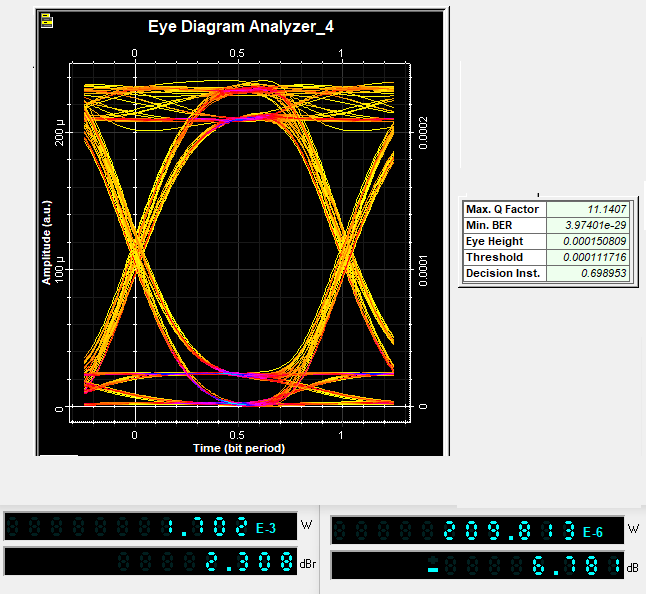 Eye Diagram Analyzer_4
0 0.5 1
200 µ
0.0002
Amplitude (a.u.)
100 µ
0.0001
0
0
0 0.5 1
Time (bit period)
Max. Q Factor 11.1407
Min. BER 3.97401e-29
Eye Height 0.000150809
Threshold 0.000111716
Decision Inst. 0.698953
1.702 E-3 W
2.308 dBr
209.813 E-6 W
- 6.781 dB